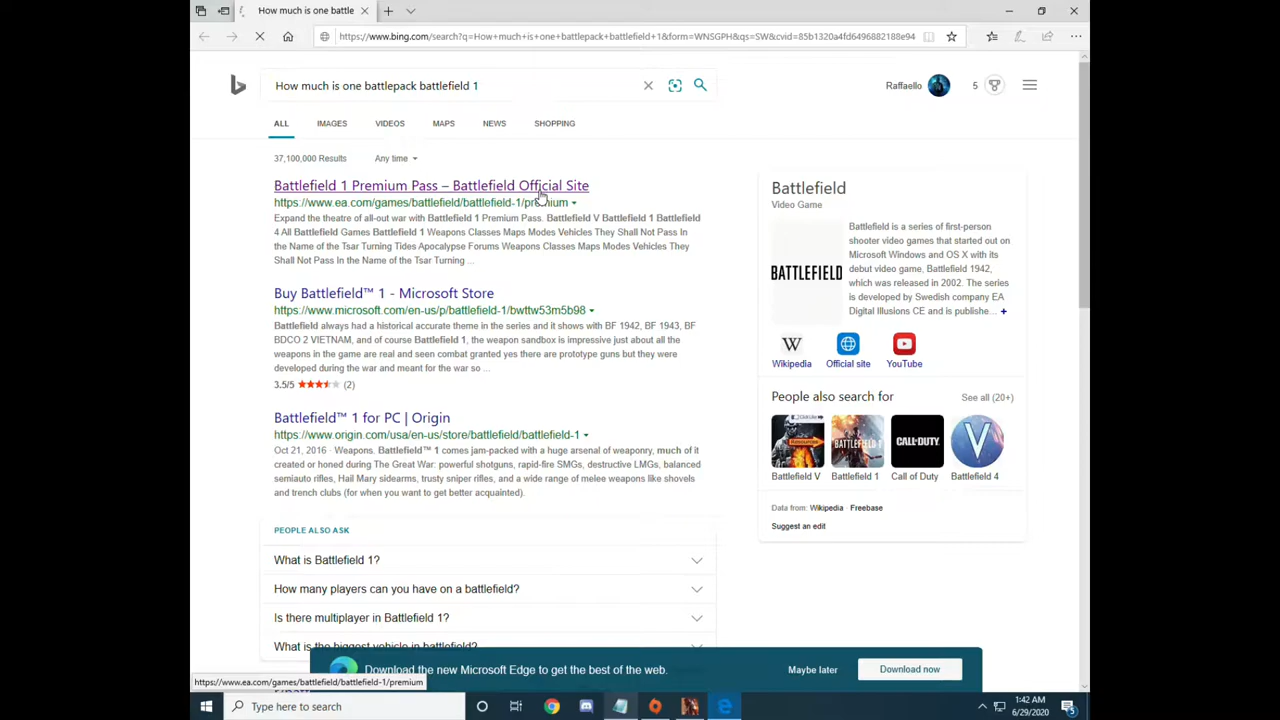 How much is one battle
https://www.bing.com/search?q=How+much+is+one+battlepack+battlefield+1&form=WNSGPH&qs=SW&cvid=85b1320a4fd6496882188e94
How much is one battlepack battlefield 1
Raffaello
5
ALL
IMAGES
VIDEOS
MAPS
NEWS
SHOPPING
37,100,000 Results
Any time
Battlefield 1 Premium Pass – Battlefield Official Site
https://www.ea.com/games/battlefield/battlefield-1/premium
Expand the theatre of all-out war with Battlefield 1 Premium Pass. Battlefield V Battlefield 1 Battlefield
4 All Battlefield Games Battlefield 1 Weapons Classes Maps Modes Vehicles They Shall Not Pass In
the Name of the Tsar Turning Tides Apocalypse Forums Weapons Classes Maps Modes Vehicles They
Shall Not Pass In the Name of the Tsar Turning ...
Buy Battlefield™ 1 - Microsoft Store
https://www.microsoft.com/en-us/p/battlefield-1/bwttw53m5b98
Battlefield always had a historical accurate theme in the series and it shows with BF 1942, BF 1943, BF
BDCO 2 VIETNAM, and of course Battlefield 1, the weapon sandbox is impressive just about all the
weapons in the game are real and seen combat granted yes there are prototype guns but they were
developed during the war and meant for the war so ...
3.5/5
(2)
Battlefield™ 1 for PC | Origin
https://www.origin.com/usa/en-us/store/battlefield/battlefield-1
Oct 21, 2016 · Weapons. Battlefield™ 1 comes jam-packed with a huge arsenal of weaponry, much of it
created or honed during The Great War: powerful shotguns, rapid-fire SMGs, destructive LMGs, balanced
semiauto rifles, Hail Mary sidearms, trusty sniper rifles, and a wide range of melee weapons like shovels
and trench clubs (for when you want to get better acquainted).
PEOPLE ALSO ASK
What is Battlefield 1?
How many players can you have on a battlefield?
Is there multiplayer in Battlefield 1?
What is the biggest vehicle in battlefield?
Battlefield
Video Game
BATTLEFIELD
Battlefield is a series of first-person
shooter video games that started out on
Microsoft Windows and OS X with its
debut video game, Battlefield 1942,
which was released in 2002. The series
is developed by Swedish company EA
Digital Illusions CE and is publishe... +
Wikipedia
Official site
YouTube
People also search for
See all (20+)
CALL OF DUTY
Battlefield V
Battlefield 1
Call of Duty
Battlefield 4
Data from: Wikipedia · Freebase
Suggest an edit
Download the new Microsoft Edge to get the best of the web.
Maybe later
Download now
https://www.ea.com/games/battlefield/battlefield-1/premium
Type here to search
1:42 AM
6/29/2020
5